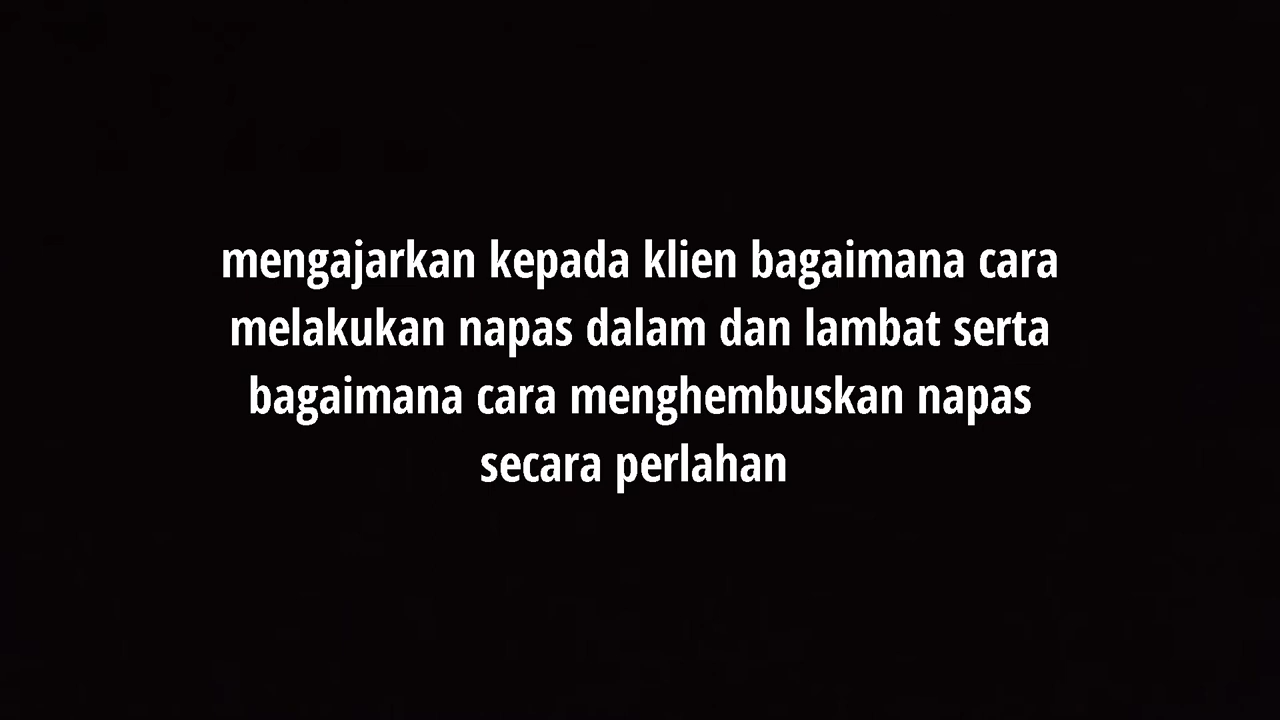 mengajarkan kepada klien bagaimana cara
melakukan napas dalam dan lambat serta
bagaimana cara menghembuskan napas
secara perlahan